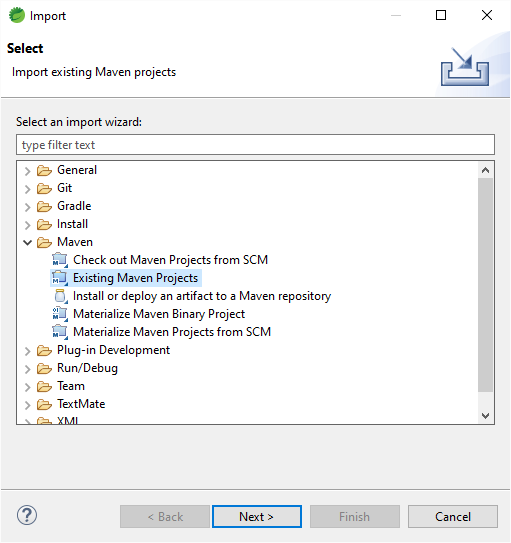 Import
Select
Import existing Maven projects
Select an import wizard:
type filter text
General
Git
Gradle
Install
Maven
Check out Maven Projects from SCM
Existing Maven Projects
Install or deploy an artifact to a Maven repository
Materialize Maven Binary Project
Materialize Maven Projects from SCM
Plug-in Development
Run/Debug
Team
TextMate
XML
?
< Back Next > Finish Cancel